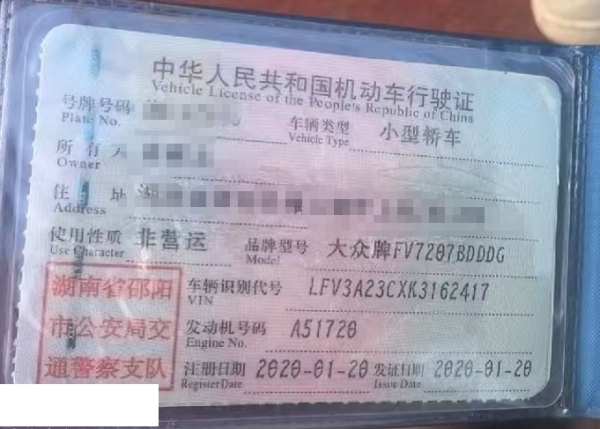 中华人民共和国机动车行驶证
Vehicle License of the People's Republic of China
号牌号码
Plate No.
车辆类型 小型轿车
Vehicle Type
所有人
Owner
住址
Address
使用性质 非营运 品牌型号 大众牌FV7207BDDDG
Use Character Model
湖南省邵阳
市公安局交
通警察支队
车辆识别代号 LFV3A23CXK3162417
VIN
发动机号码 A51720
Engine No.
注册日期 2020-01-20 发证日期 2020-01-20
Register Date Issue Date